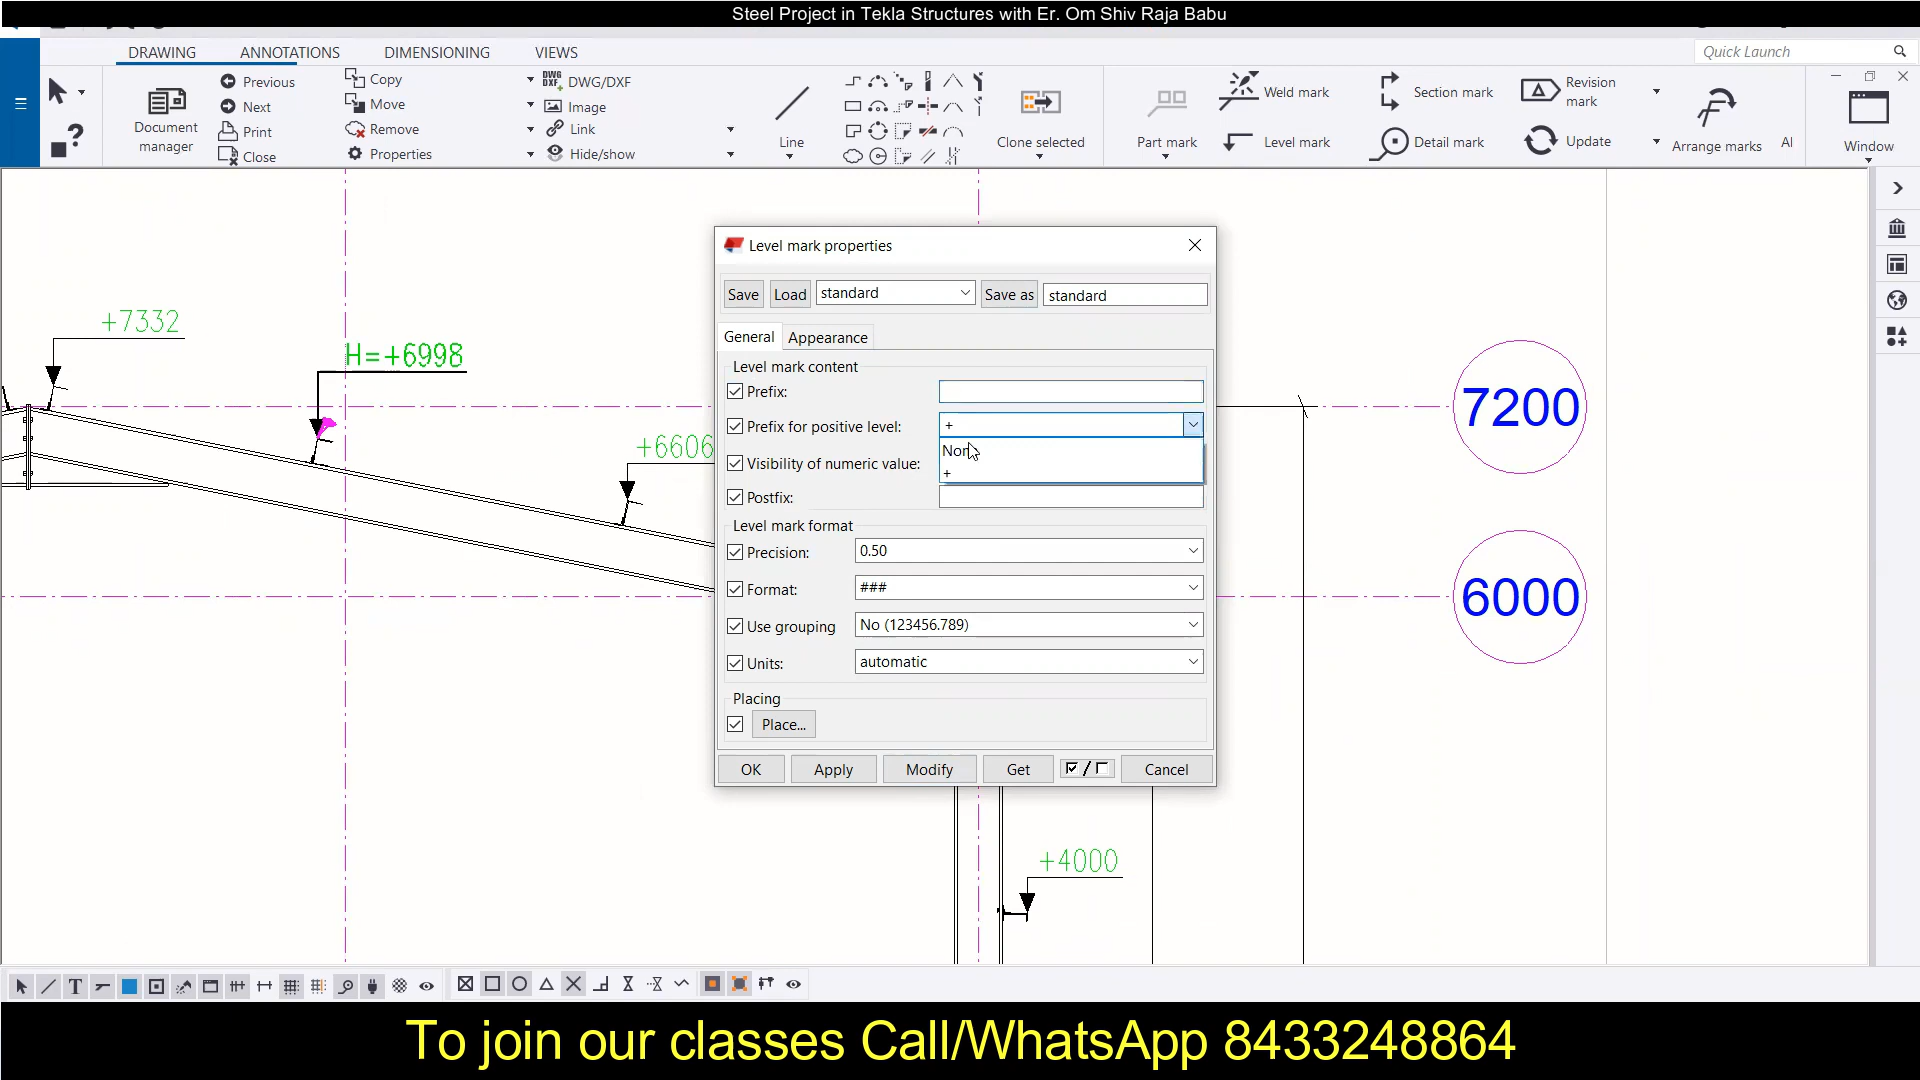 Steel Project in Tekla Structures with Er. Om Shiv Raja Babu
DRAWING ANNOTATIONS DIMENSIONING VIEWS
Quick Launch
Document manager
Previous
Next
Print
Close
Copy
Move
Remove
Properties
DWG DXF DWG/DXF
Image
Link
Hide/show
Line
Clone selected
Part mark
Weld mark
Level mark
Section mark
Detail mark
Revision mark
Update
Arrange marks
Al
Window
+7332
H=+6998
+6606
7200
6000
+4000
Level mark properties
Save Load standard Save as standard
General Appearance
Level mark content
Prefix:
Prefix for positive level: +
+
Visibility of numeric value:
Postfix:
Level mark format
Precision: 0.50
Format: ###
Use grouping No (123456.789)
Units: automatic
Placing
Place...
OK Apply Modify Get Cancel
To join our classes Call/WhatsApp 8433248864